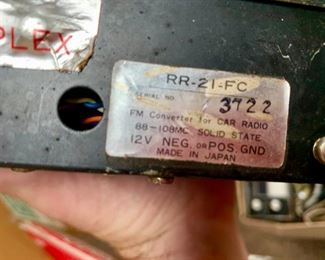 PLEX
RR-21-FC
SERIAL NO. 3722
FM Converter for CAR RADIO
88-108MC SOLID STATE
12V NEG. OR POS. GND
MADE IN JAPAN